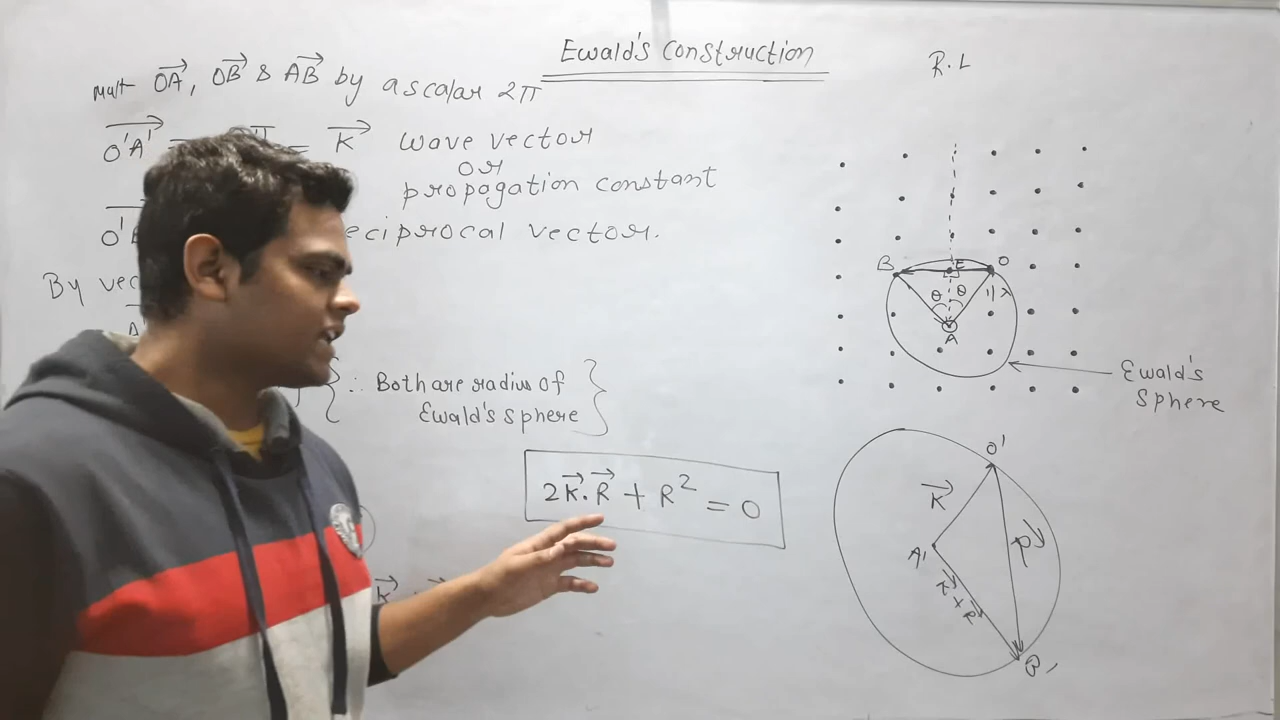 Ewald's Construction
Mult OA, OB & AB by a scalar 2π
O'A' = = K wave vector
or
propagation constant
O'B eciprocal vector.
By vec
A
∴ Both are radius of
Ewald's sphere
2K.R + R² = 0
K
R.L
B E O
θ θ 1/λ
A
Ewald's
Sphere
O'
K
A'
R
K + R
B'